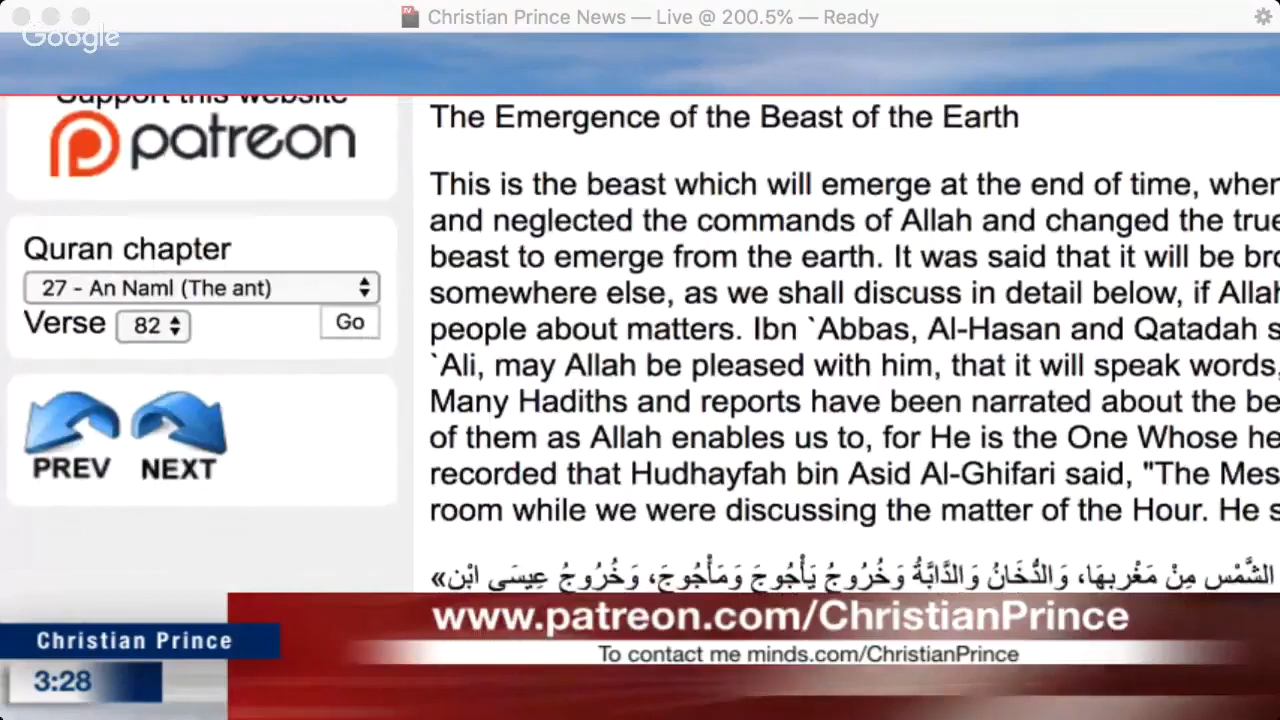 Christian Prince News — Live @ 200.5% — Ready
Google
Support this website
patreon
Quran chapter
27 - An Naml (The ant)
Verse 82 Go
PREV NEXT
The Emergence of the Beast of the Earth
This is the beast which will emerge at the end of time, when
and neglected the commands of Allah and changed the true
beast to emerge from the earth. It was said that it will be bro
somewhere else, as we shall discuss in detail below, if Allah
people about matters. Ibn `Abbas, Al-Hasan and Qatadah s
`Ali, may Allah be pleased with him, that it will speak words,
Many Hadiths and reports have been narrated about the be
of them as Allah enables us to, for He is the One Whose he
recorded that Hudhayfah bin Asid Al-Ghifari said, "The Mes
room while we were discussing the matter of the Hour. He s
الشَّمْسِ مِنْ مَغْرِبِهَا، وَالدُّخَانُ وَالدَّابَّةُ وَخُرُوجُ يَأْجُوجَ وَمَأْجُوجَ، وَخُرُوجُ عِيسَى ابْنِ»
www.patreon.com/ChristianPrince
To contact me minds.com/ChristianPrince
Christian Prince
3:28